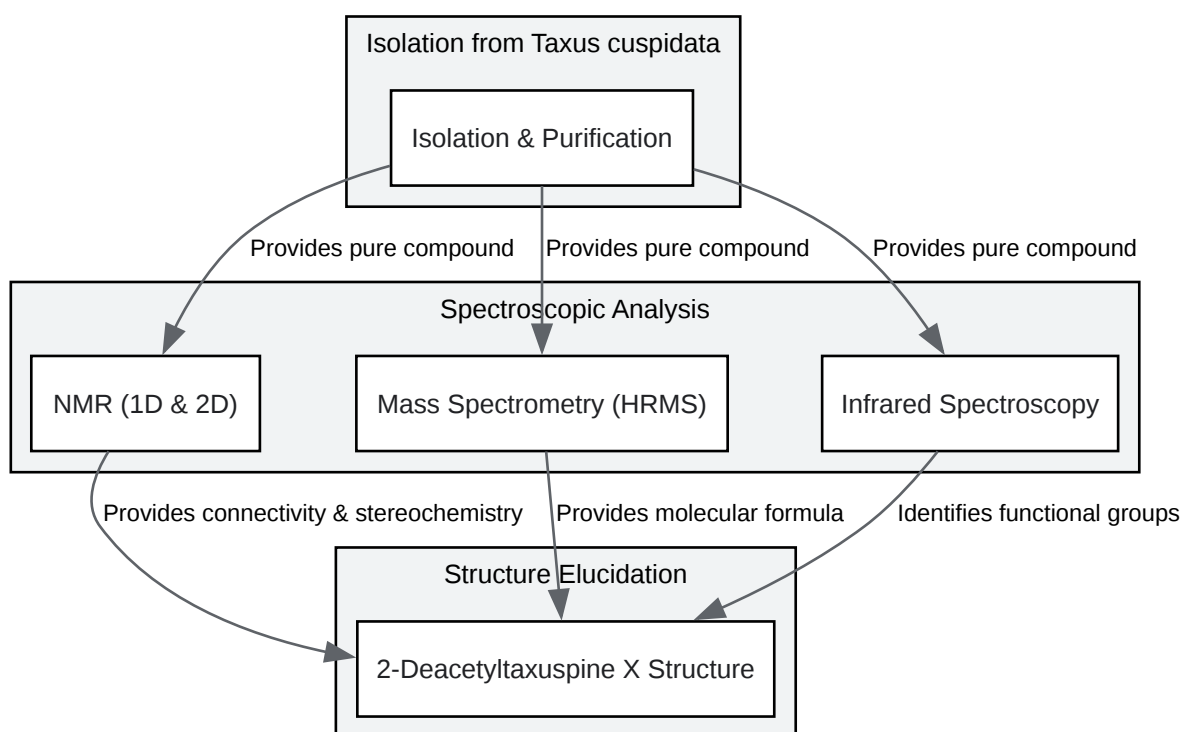 Isolation from Taxus cuspidata
Isolation & Purification
Provides pure compound
Provides pure compound
Provides pure compound
Spectroscopic Analysis
NMR (1D & 2D)
Mass Spectrometry (HRMS)
Infrared Spectroscopy
Provides connectivity & stereochemistry
Provides molecular formula
Identifies functional groups
Structure Elucidation
2-Deacetyltaxuspine X Structure